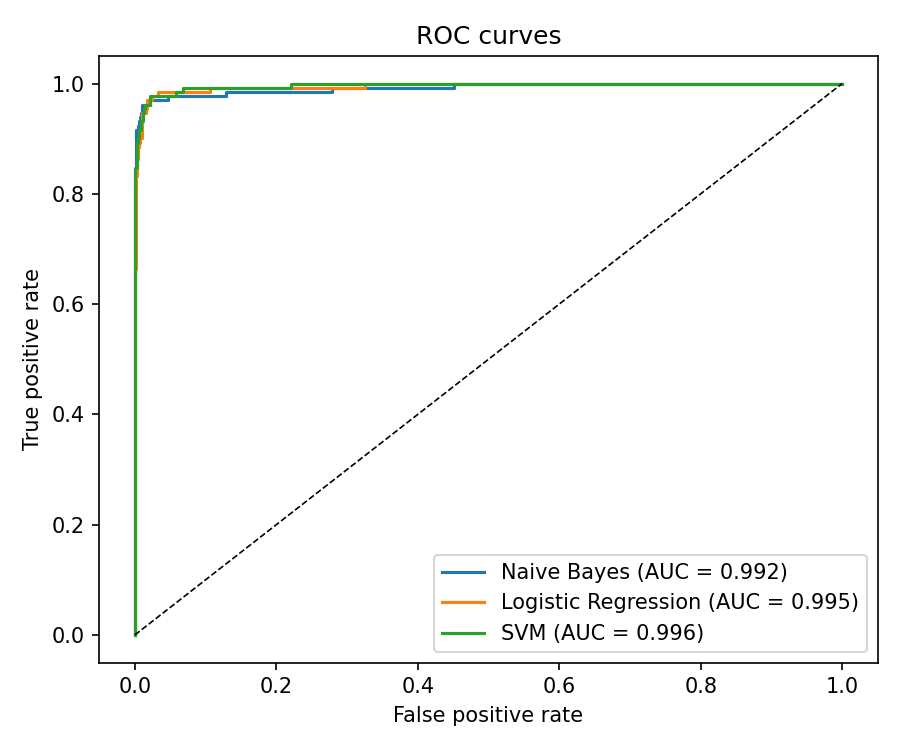 ROC curves
1.0
0.8
0.6
0.4
0.2
0.0
True positive rate
0.0 0.2 0.4 0.6 0.8 1.0
False positive rate
Naive Bayes (AUC = 0.992)
Logistic Regression (AUC = 0.995)
SVM (AUC = 0.996)